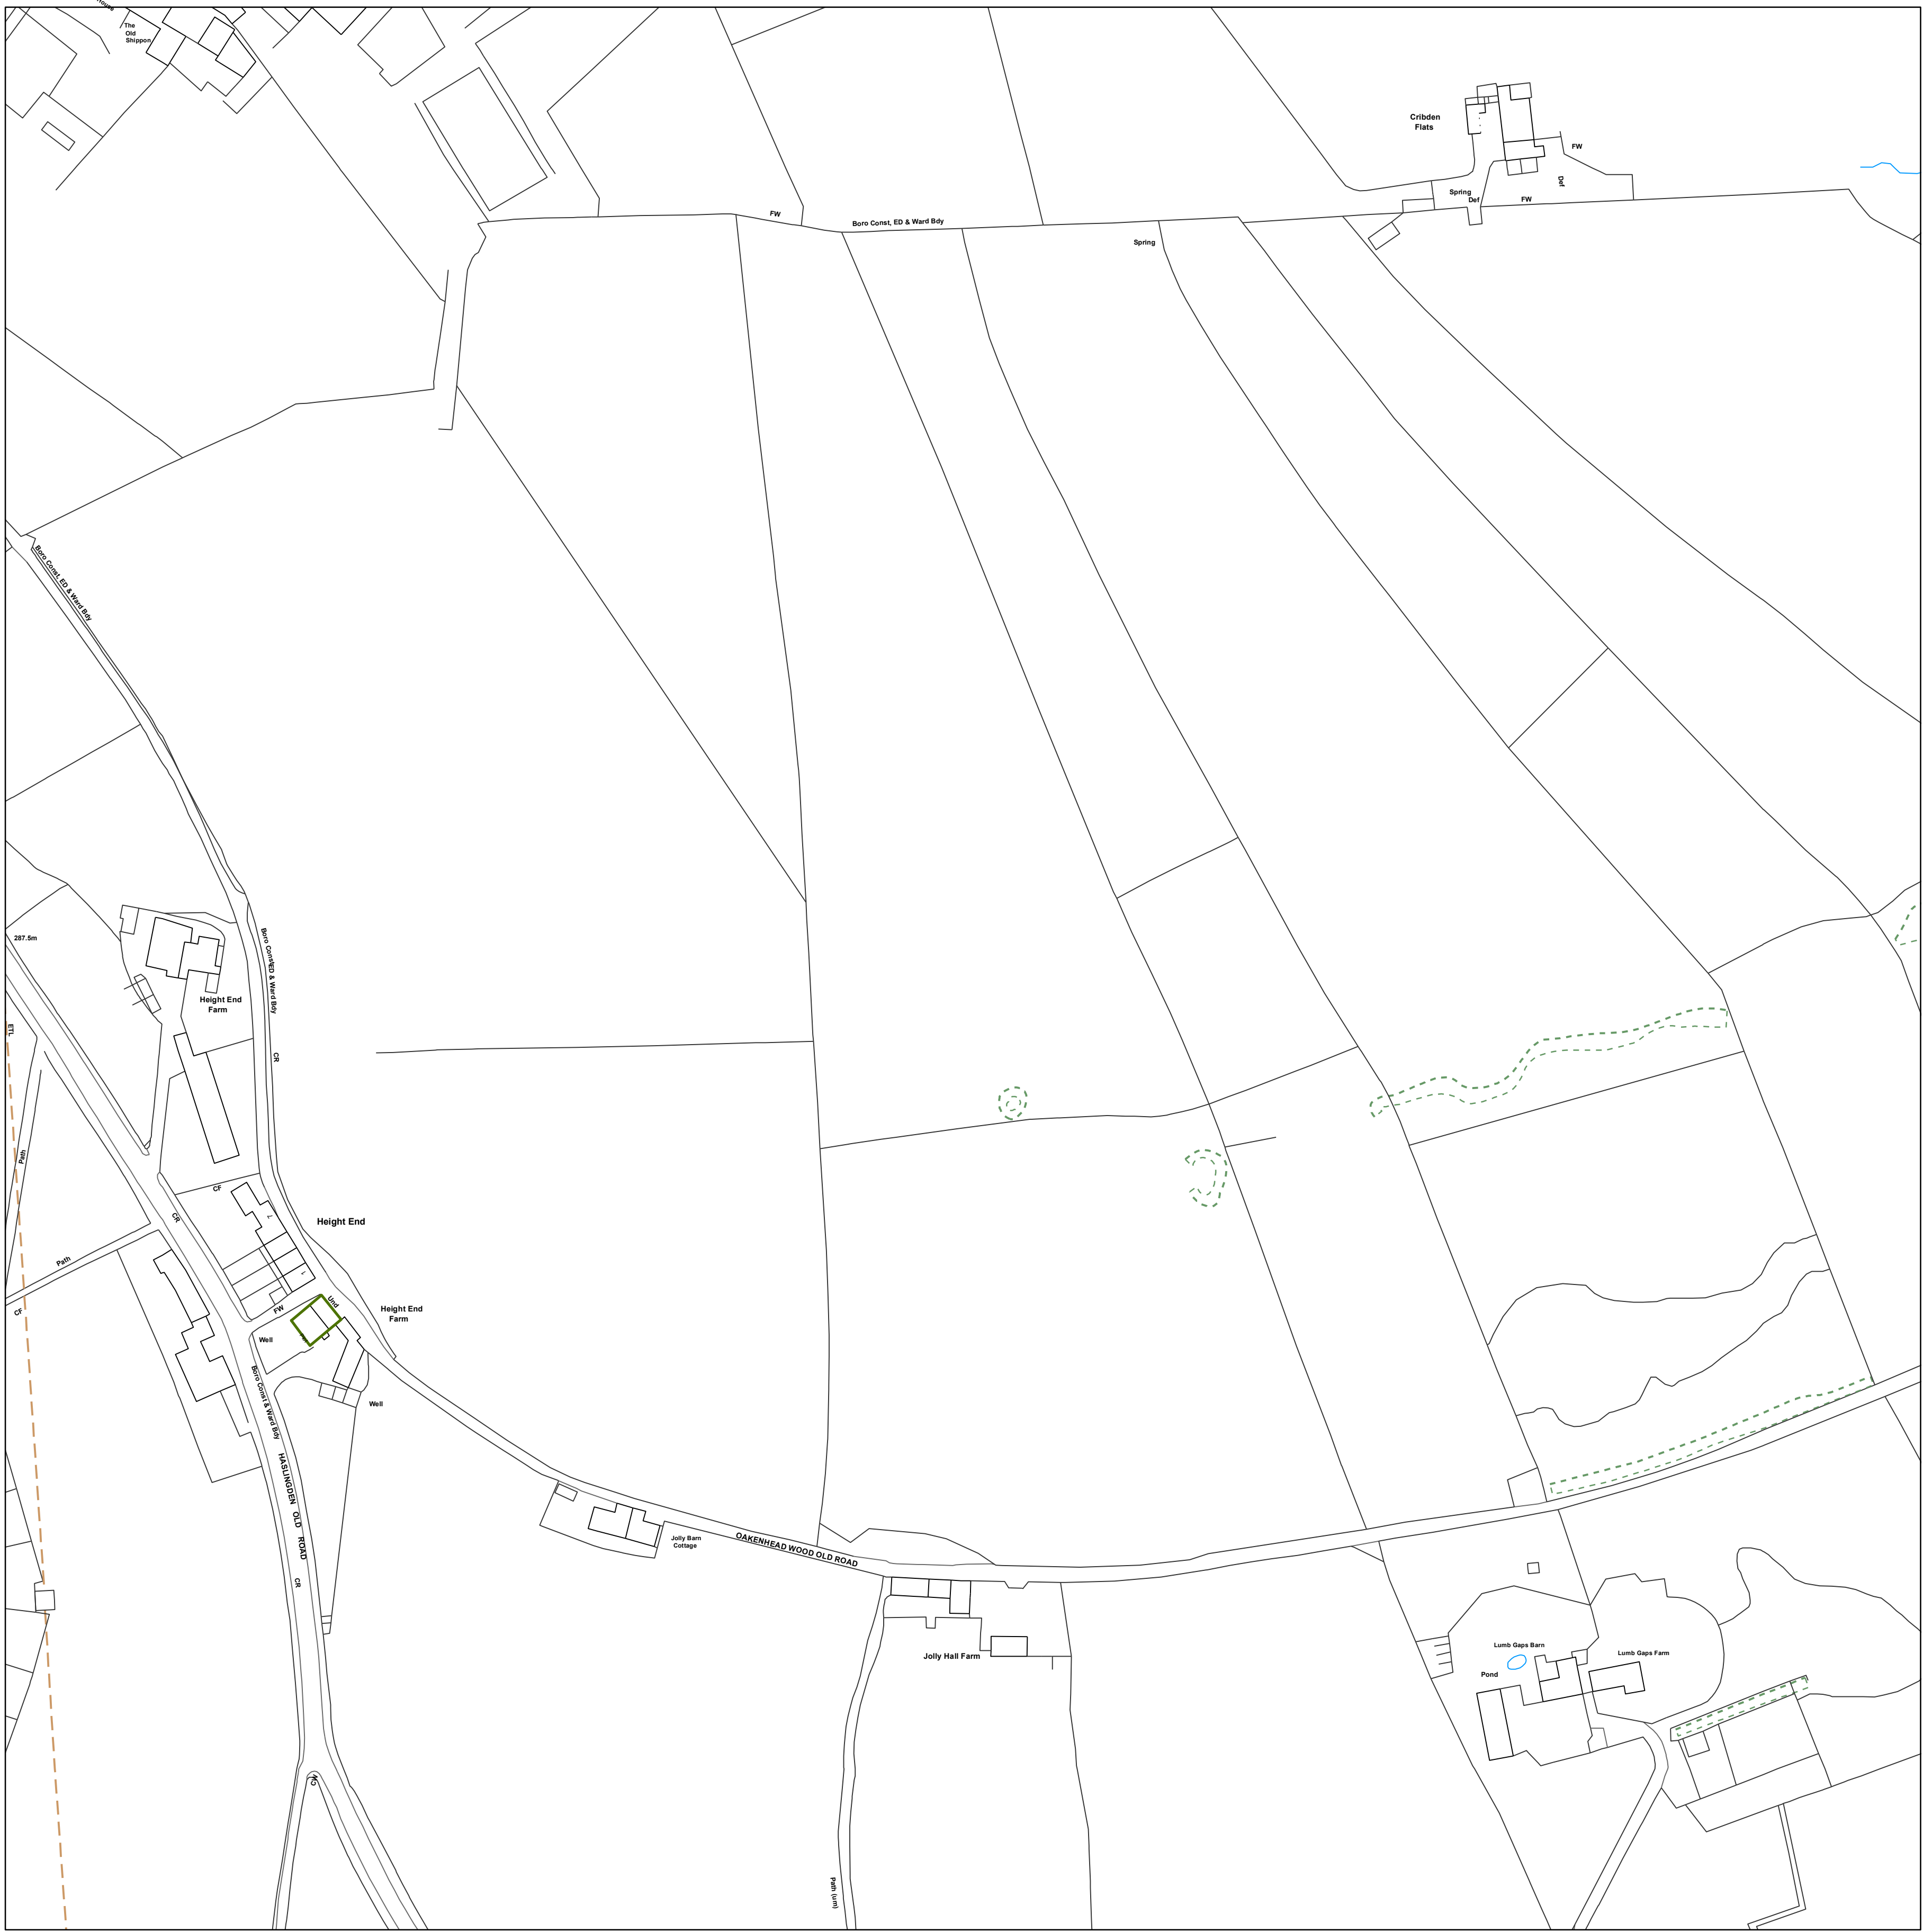 House
The
Old
Shippon
Cribden
Flats
FW
Def
Spring
Def
FW
FW
Boro Const, ED & Ward Bdy
Spring
Boro Const, ED & Ward Bdy
287.5m
Boro Const, ED & Ward Bdy
Height End
Farm
ETL
CR
Path
CF
L
CR
Height End
Path
CF
L
FW
Und
Height End
Farm
Well
Boro Const & Ward Bdy
Well
HASLINGDEN OLD ROAD
Jolly Barn
Cottage
OAKENHEAD WOOD OLD ROAD
CR
Jolly Hall Farm
Lumb Gaps Barn
Lumb Gaps Farm
Pond
CR
Path (um)